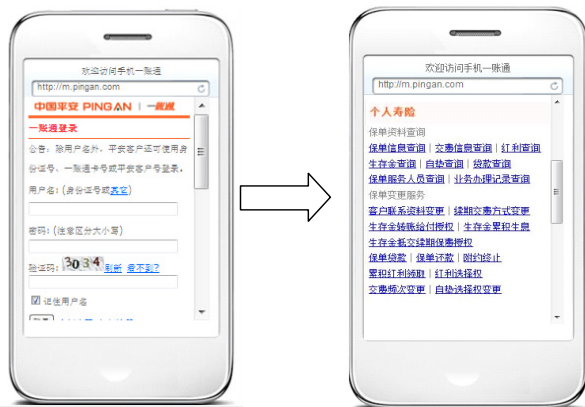 欢迎访问手机一账通
http://m.pingan.com
中国平安 PINGAN | 一账通
一账通登录
公告：除用户名外，平安客户还可使用身
份证号、一账通卡号或平安客户号登录。
用户名：(身份证号或其它)
密码：(注意区分大小写)
验证码：3034 刷新 看不到?
记住用户名
欢迎访问手机一账通
http://m.pingan.com
个人寿险
保单资料查询
保单信息查询 | 交费信息查询 | 红利查询
生存金查询 | 自垫查询 | 贷款查询
保单服务人员查询 | 业务办理记录查询
保单变更服务
客户联系资料变更 | 续期交费方式变更
生存金转账给付授权 | 生存金累积生息
生存金抵交续期保费授权
保单贷款 | 保单还款 | 附约终止
累积红利领取 | 红利选择权
交费频次变更 | 自垫选择权变更